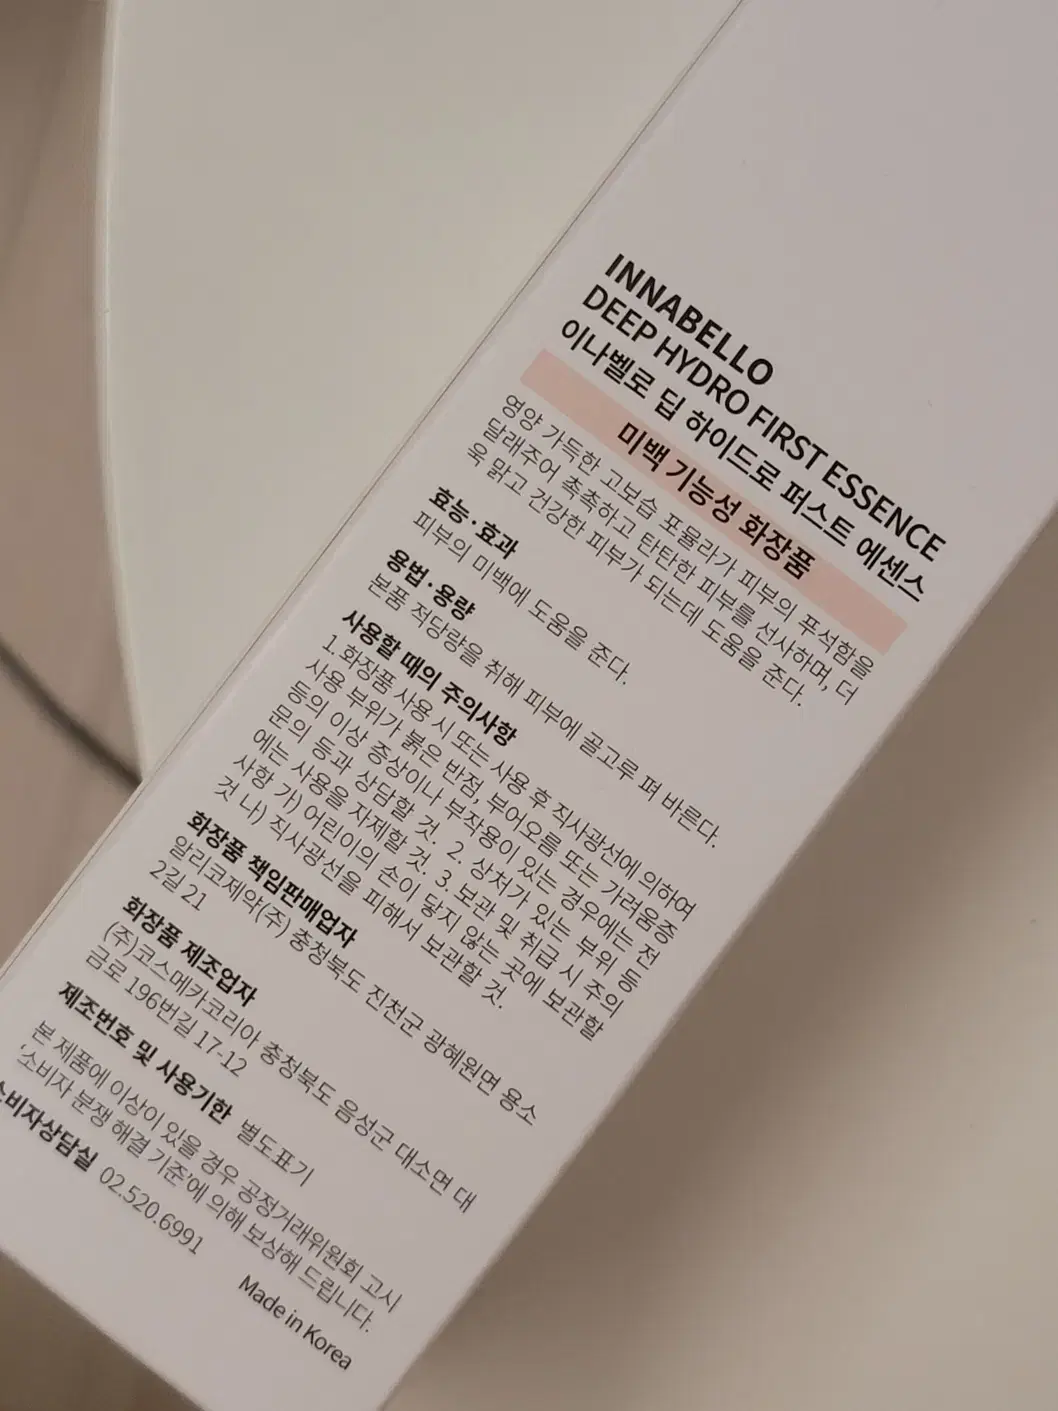 INNABELLO
DEEP HYDRO FIRST ESSENCE
이나벨로 딥 하이드로 퍼스트 에센스
미백 기능성 화장품
영양 가득한 고보습 포뮬라가 피부의 푸석함을
달래주어 촉촉하고 탄탄한 피부를 선사하며, 더
욱 맑고 건강한 피부가 되는데 도움을 준다.
효능·효과
피부의 미백에 도움을 준다.
용법·용량
본품 적당량을 취해 피부에 골고루 펴 바른다.
사용할 때의 주의사항
1.화장품 사용 시 또는 사용 후 직사광선에 의하여
사용 부위가 붉은 반점, 부어오름 또는 가려움증
등의 이상 증상이나 부작용이 있는 경우에는 전
문의 등과 상담할 것. 2. 상처가 있는 부위 등
에는 사용을 자제할 것. 3. 보관 및 취급 시 주의
사항 가) 어린이의 손이 닿지 않는 곳에 보관할
것 나) 직사광선을 피해서 보관할 것.
화장품 책임판매업자
알리코제약(주) 충청북도 진천군 광혜원면 용소
2길 21
화장품 제조업자
(주)코스메카코리아 충청북도 음성군 대소면 대
금로 196번길 17-12
제조번호 및 사용기한 별도표기
본 제품에 이상이 있을 경우 공정거래위원회 고시
'소비자 분쟁 해결 기준'에 의해 보상해 드립니다.
소비자상담실 02.520.6991
Made in Korea